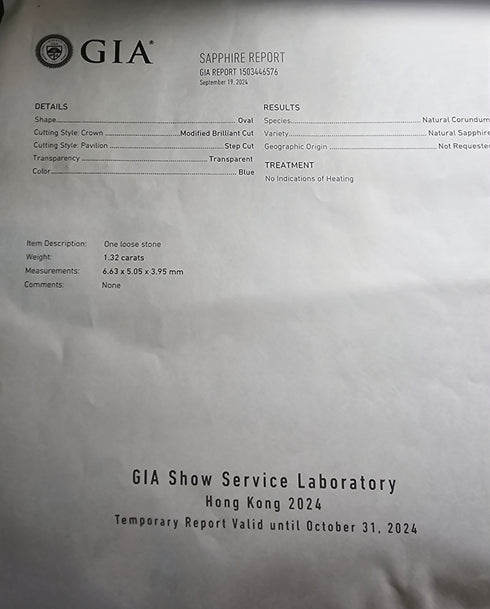 GIA®
SAPPHIRE REPORT
GIA REPORT 1503446576
September 19, 2024
DETAILS
Shape....................Oval
Cutting Style: Crown....................Modified Brilliant Cut
Cutting Style: Pavilion....................Step Cut
Transparency....................Transparent
Color....................Blue
RESULTS
Species....................Natural Corundum
Variety....................Natural Sapphire
Geographic Origin....................Not Requested
TREATMENT
No Indications of Heating
Item Description: One loose stone
Weight: 1.32 carats
Measurements: 6.63 x 5.05 x 3.95 mm
Comments: None
GIA Show Service Laboratory
Hong Kong 2024
Temporary Report Valid until October 31, 2024